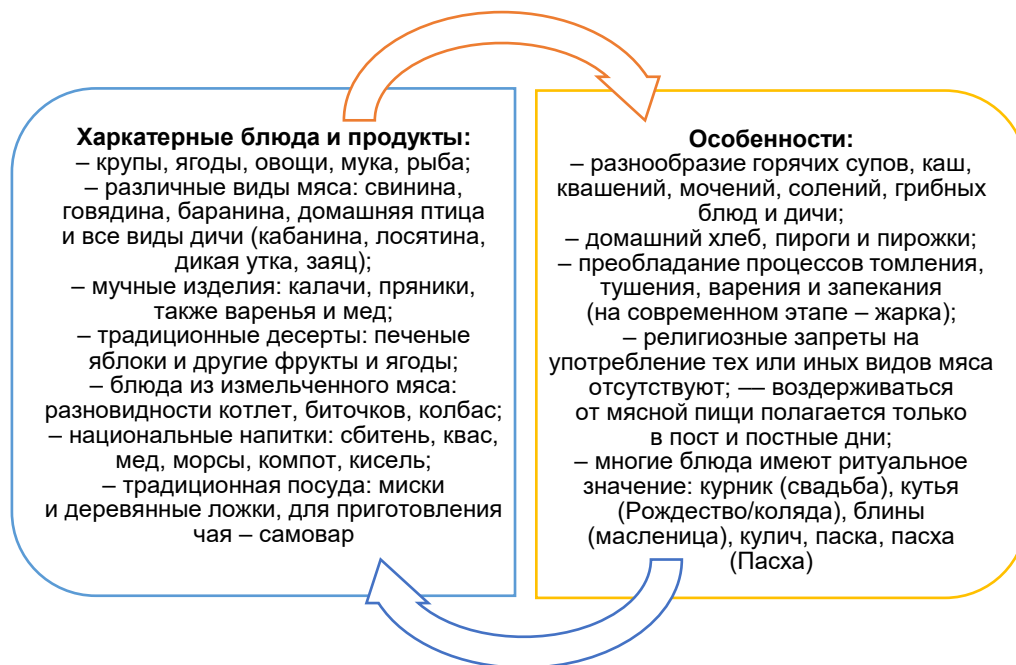 Харкатерные блюда и продукты:
– крупы, ягоды, овощи, мука, рыба;
– различные виды мяса: свинина,
говядина, баранина, домашняя птица
и все виды дичи (кабанина, лосятина,
дикая утка, заяц);
– мучные изделия: калачи, пряники,
также варенья и мед;
– традиционные десерты: печеные
яблоки и другие фрукты и ягоды;
– блюда из измельченного мяса:
разновидности котлет, биточков, колбас;
– национальные напитки: сбитень, квас,
мед, морсы, компот, кисель;
– традиционная посуда: миски
и деревянные ложки, для приготовления
чая – самовар
Особенности:
– разнообразие горячих супов, каш,
квашений, мочений, солений, грибных
блюд и дичи;
– домашний хлеб, пироги и пирожки;
– преобладание процессов томления,
тушения, варения и запекания
(на современном этапе – жарка);
– религиозные запреты на
употребление тех или иных видов мяса
отсутствуют; –– воздерживаться
от мясной пищи полагается только
в пост и постные дни;
– многие блюда имеют ритуальное
значение: курник (свадьба), кутья
(Рождество/коляда), блины
(масленица), кулич, паска, пасха
(Пасха)